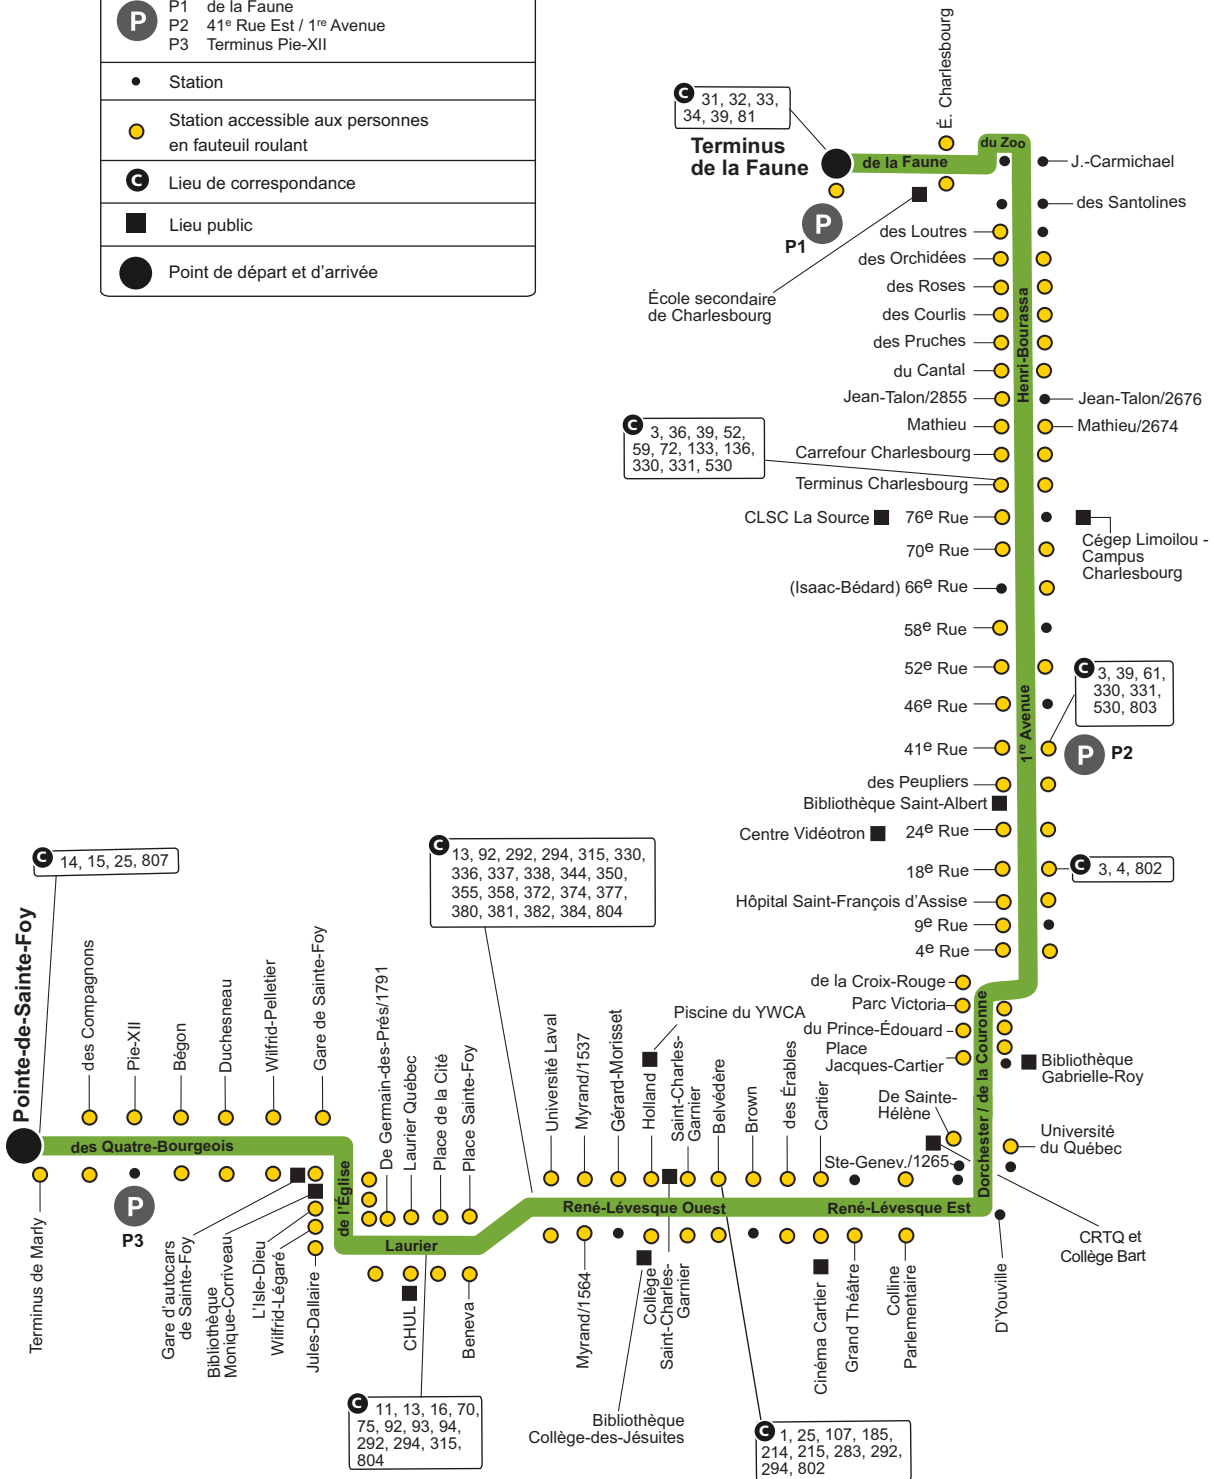 P
P1 de la Faune
P2 41e Rue Est / 1re Avenue
P3 Terminus Pie-XII
Station
Station accessible aux personnes
en fauteuil roulant
C Lieu de correspondance
Lieu public
Point de départ et d'arrivée
C 31, 32, 33,
34, 39, 81
É. Charlesbourg
Terminus
de la Faune
de la Faune
du Zoo
J.-Carmichael
des Santolines
P
P1
des Loutres
des Orchidées
École secondaire
de Charlesbourg
des Roses
des Courlis
des Pruches
du Cantal
Henri-Bourassa
Jean-Talon/2855
Jean-Talon/2676
Mathieu
Mathieu/2674
C 3, 36, 39, 52,
59, 72, 133, 136,
330, 331, 530
Carrefour Charlesbourg
Terminus Charlesbourg
CLSC La Source
76e Rue
Cégep Limoilou -
Campus
Charlesbourg
70e Rue
(Isaac-Bédard) 66e Rue
58e Rue
52e Rue
C 3, 39, 61,
330, 331,
530, 803
46e Rue
1re Avenue
41e Rue
P P2
des Peupliers
Bibliothèque Saint-Albert
Centre Vidéotron
24e Rue
18e Rue
C 3, 4, 802
Hôpital Saint-François d'Assise
9e Rue
4e Rue
de la Croix-Rouge
Parc Victoria
du Prince-Édouard
Place
Jacques-Cartier
Dorchester / de la Couronne
Bibliothèque
Gabrielle-Roy
De Sainte-
Hélène
Université
du Québec
Ste-Genev./1265
CRTQ et
Collège Bart
D'Youville
C 14, 15, 25, 807
C 13, 92, 292, 294, 315, 330,
336, 337, 338, 344, 350,
355, 358, 372, 374, 377,
380, 381, 382, 384, 804
Pointe-de-Sainte-Foy
des Compagnons
Pie-XII
Bégon
Duchesneau
Wilfrid-Pelletier
Gare de Sainte-Foy
De Germain-des-Prés/1791
Laurier Québec
Place de la Cité
Place Sainte-Foy
Université Laval
Myrand/1537
Gérard-Morisset
Holland
Piscine du YWCA
Saint-Charles-
Garnier
Belvédère
Brown
des Érables
Cartier
des Quatre-Bourgeois
de l'Église
Laurier
René-Lévesque Ouest
René-Lévesque Est
Terminus de Marly
P
P3
Gare d'autocars
de Sainte-Foy
Bibliothèque
Monique-Corriveau
L'Isle-Dieu
Wilfrid-Légaré
Jules-Dallaire
CHUL
Beneva
Myrand/1564
Collège
Saint-Charles-
Garnier
Cinéma Cartier
Grand Théâtre
Colline
Parlementaire
Bibliothèque
Collège-des-Jésuites
C 11, 13, 16, 70,
75, 92, 93, 94,
292, 294, 315,
804
C 1, 25, 107, 185,
214, 215, 283, 292,
294, 802